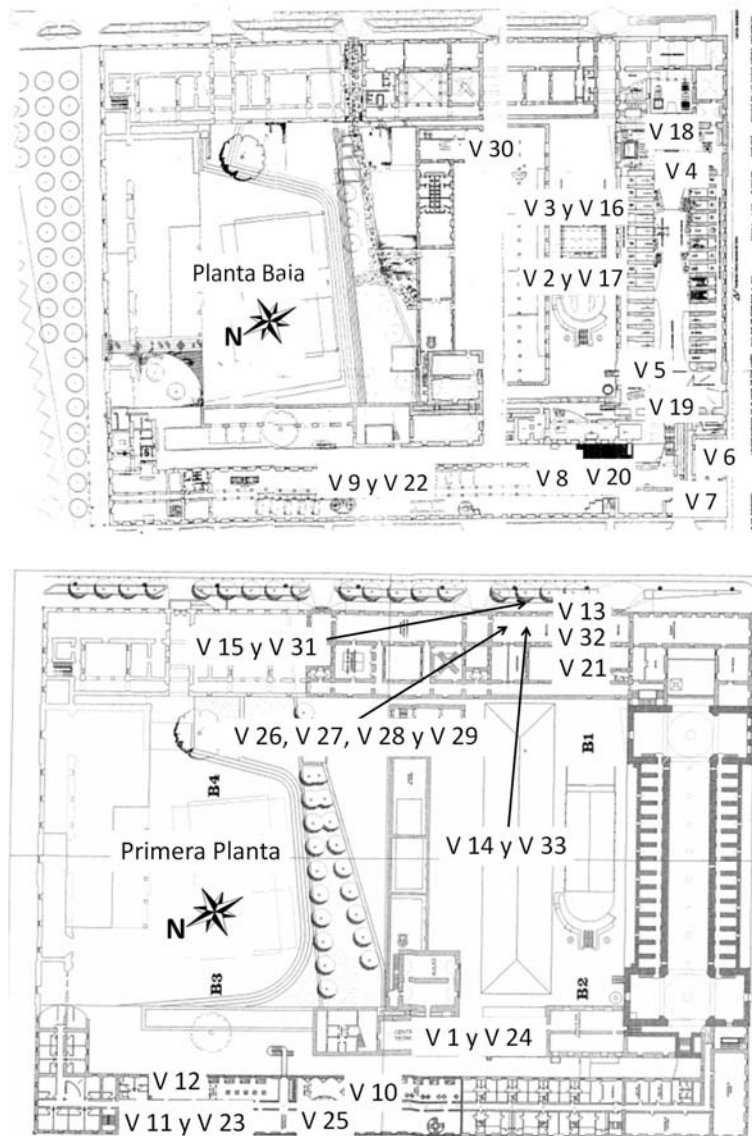 V 18
V 30
V 4
V 3 y V 16
Planta Baia
V 2 y V 17
N
V 5
V 19
V 6
V 9 y V 22
V 8
V 20
V 7
V 13
V 15 y V 31
V 32
V 21
V 26, V 27, V 28 y V 29
B1
B4
V 14 y V 33
Primera Planta
N
B3
B2
V 1 y V 24
V 12
V 10
V 11 y V 23
V 25